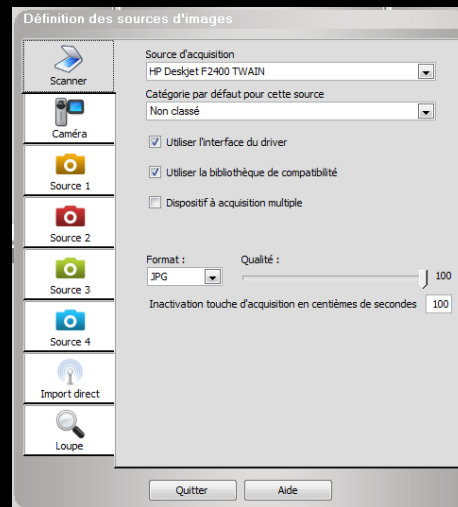 Définition des sources d'images
Scanner
Caméra
Source 1
Source 2
Source 3
Source 4
Import direct
Loupe
Source d'acquisition
HP Deskjet F2400 TWAIN
Catégorie par défaut pour cette source
Non classé
Utiliser l'interface du driver
Utiliser la bibliothèque de compatibilité
Dispositif à acquisition multiple
Format : Qualité :
JPG 100
Inactivation touche d'acquisition en centièmes de secondes 100
Quitter Aide